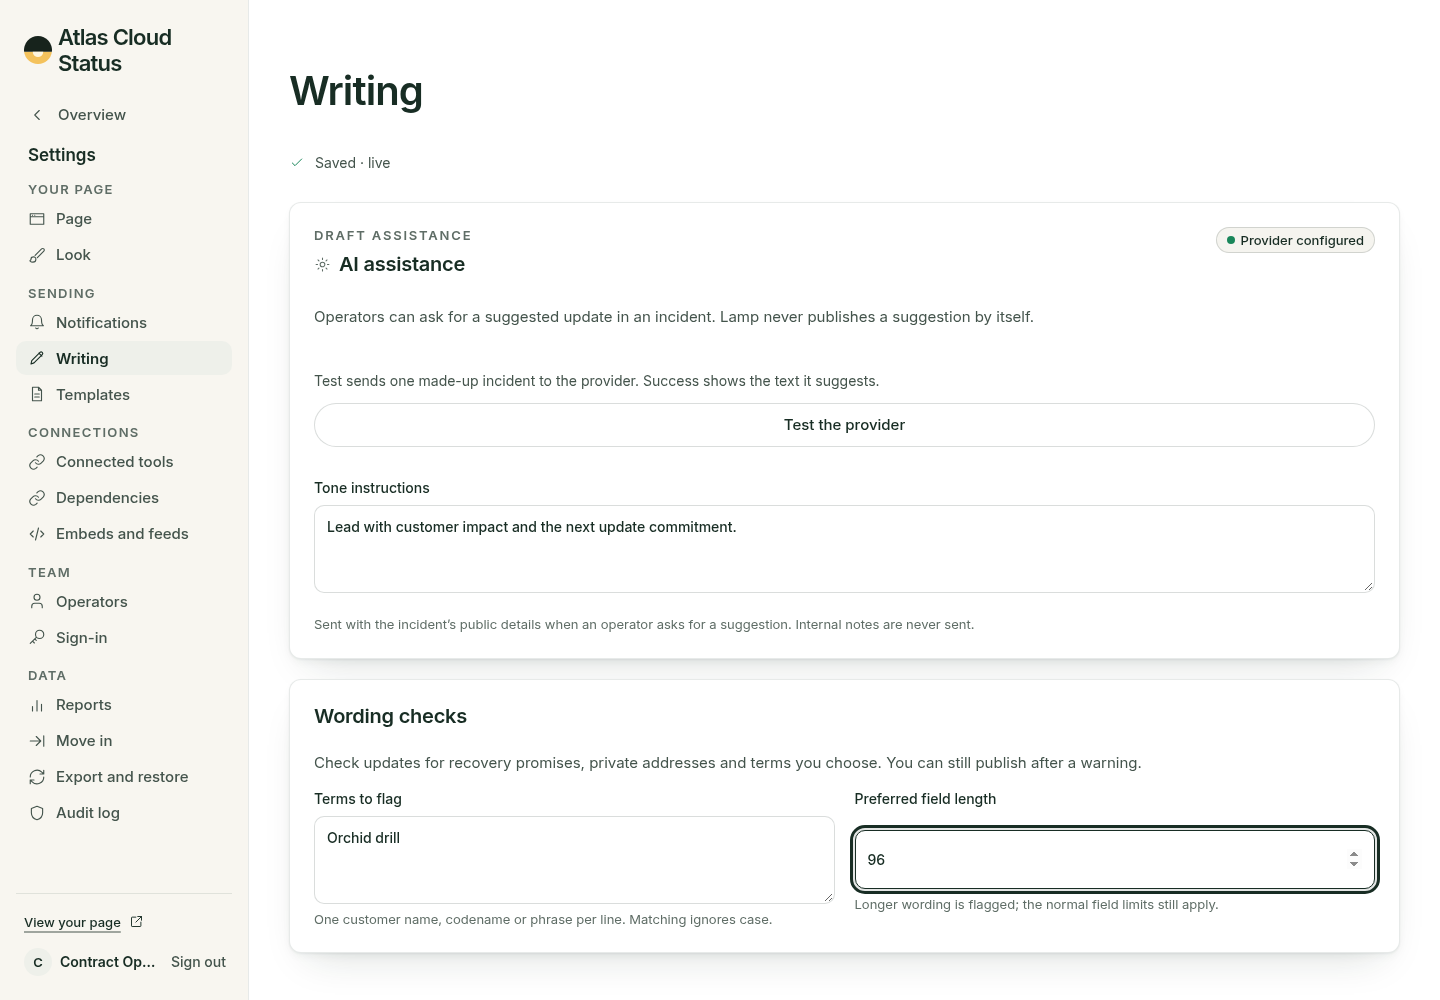 Atlas Cloud
Status
Overview
Settings
YOUR PAGE
Page
Look
SENDING
Notifications
Writing
Templates
CONNECTIONS
Connected tools
Dependencies
Embeds and feeds
TEAM
Operators
Sign-in
DATA
Reports
Move in
Export and restore
Audit log
View your page
C
Contract Op...
Sign out
Writing
Saved · live
DRAFT ASSISTANCE
Provider configured
AI assistance
Operators can ask for a suggested update in an incident. Lamp never publishes a suggestion by itself.
Test sends one made-up incident to the provider. Success shows the text it suggests.
Test the provider
Tone instructions
Lead with customer impact and the next update commitment.
Sent with the incident’s public details when an operator asks for a suggestion. Internal notes are never sent.
Wording checks
Check updates for recovery promises, private addresses and terms you choose. You can still publish after a warning.
Terms to flag
Orchid drill
One customer name, codename or phrase per line. Matching ignores case.
Preferred field length
96
Longer wording is flagged; the normal field limits still apply.